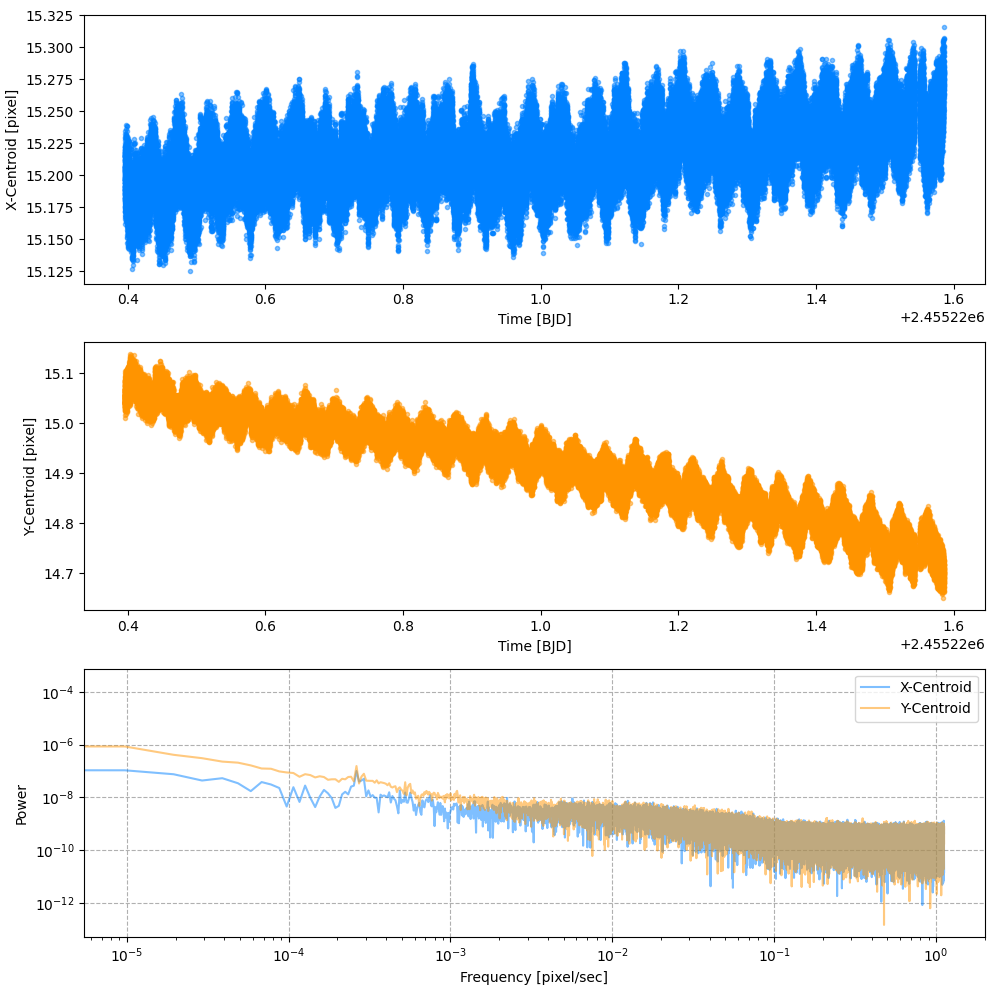 15.325
15.300
15.275
15.250
15.225
15.200
15.175
15.150
15.125
X-Centroid [pixel]
0.4 0.6 0.8 1.0 1.2 1.4 1.6
Time [BJD]
+2.45522e6
15.1
15.0
14.9
14.8
14.7
Y-Centroid [pixel]
0.4 0.6 0.8 1.0 1.2 1.4 1.6
Time [BJD]
+2.45522e6
X-Centroid
Y-Centroid
10⁻⁴
10⁻⁶
10⁻⁸
10⁻¹⁰
10⁻¹²
Power
10⁻⁵ 10⁻⁴ 10⁻³ 10⁻² 10⁻¹ 10⁰
Frequency [pixel/sec]